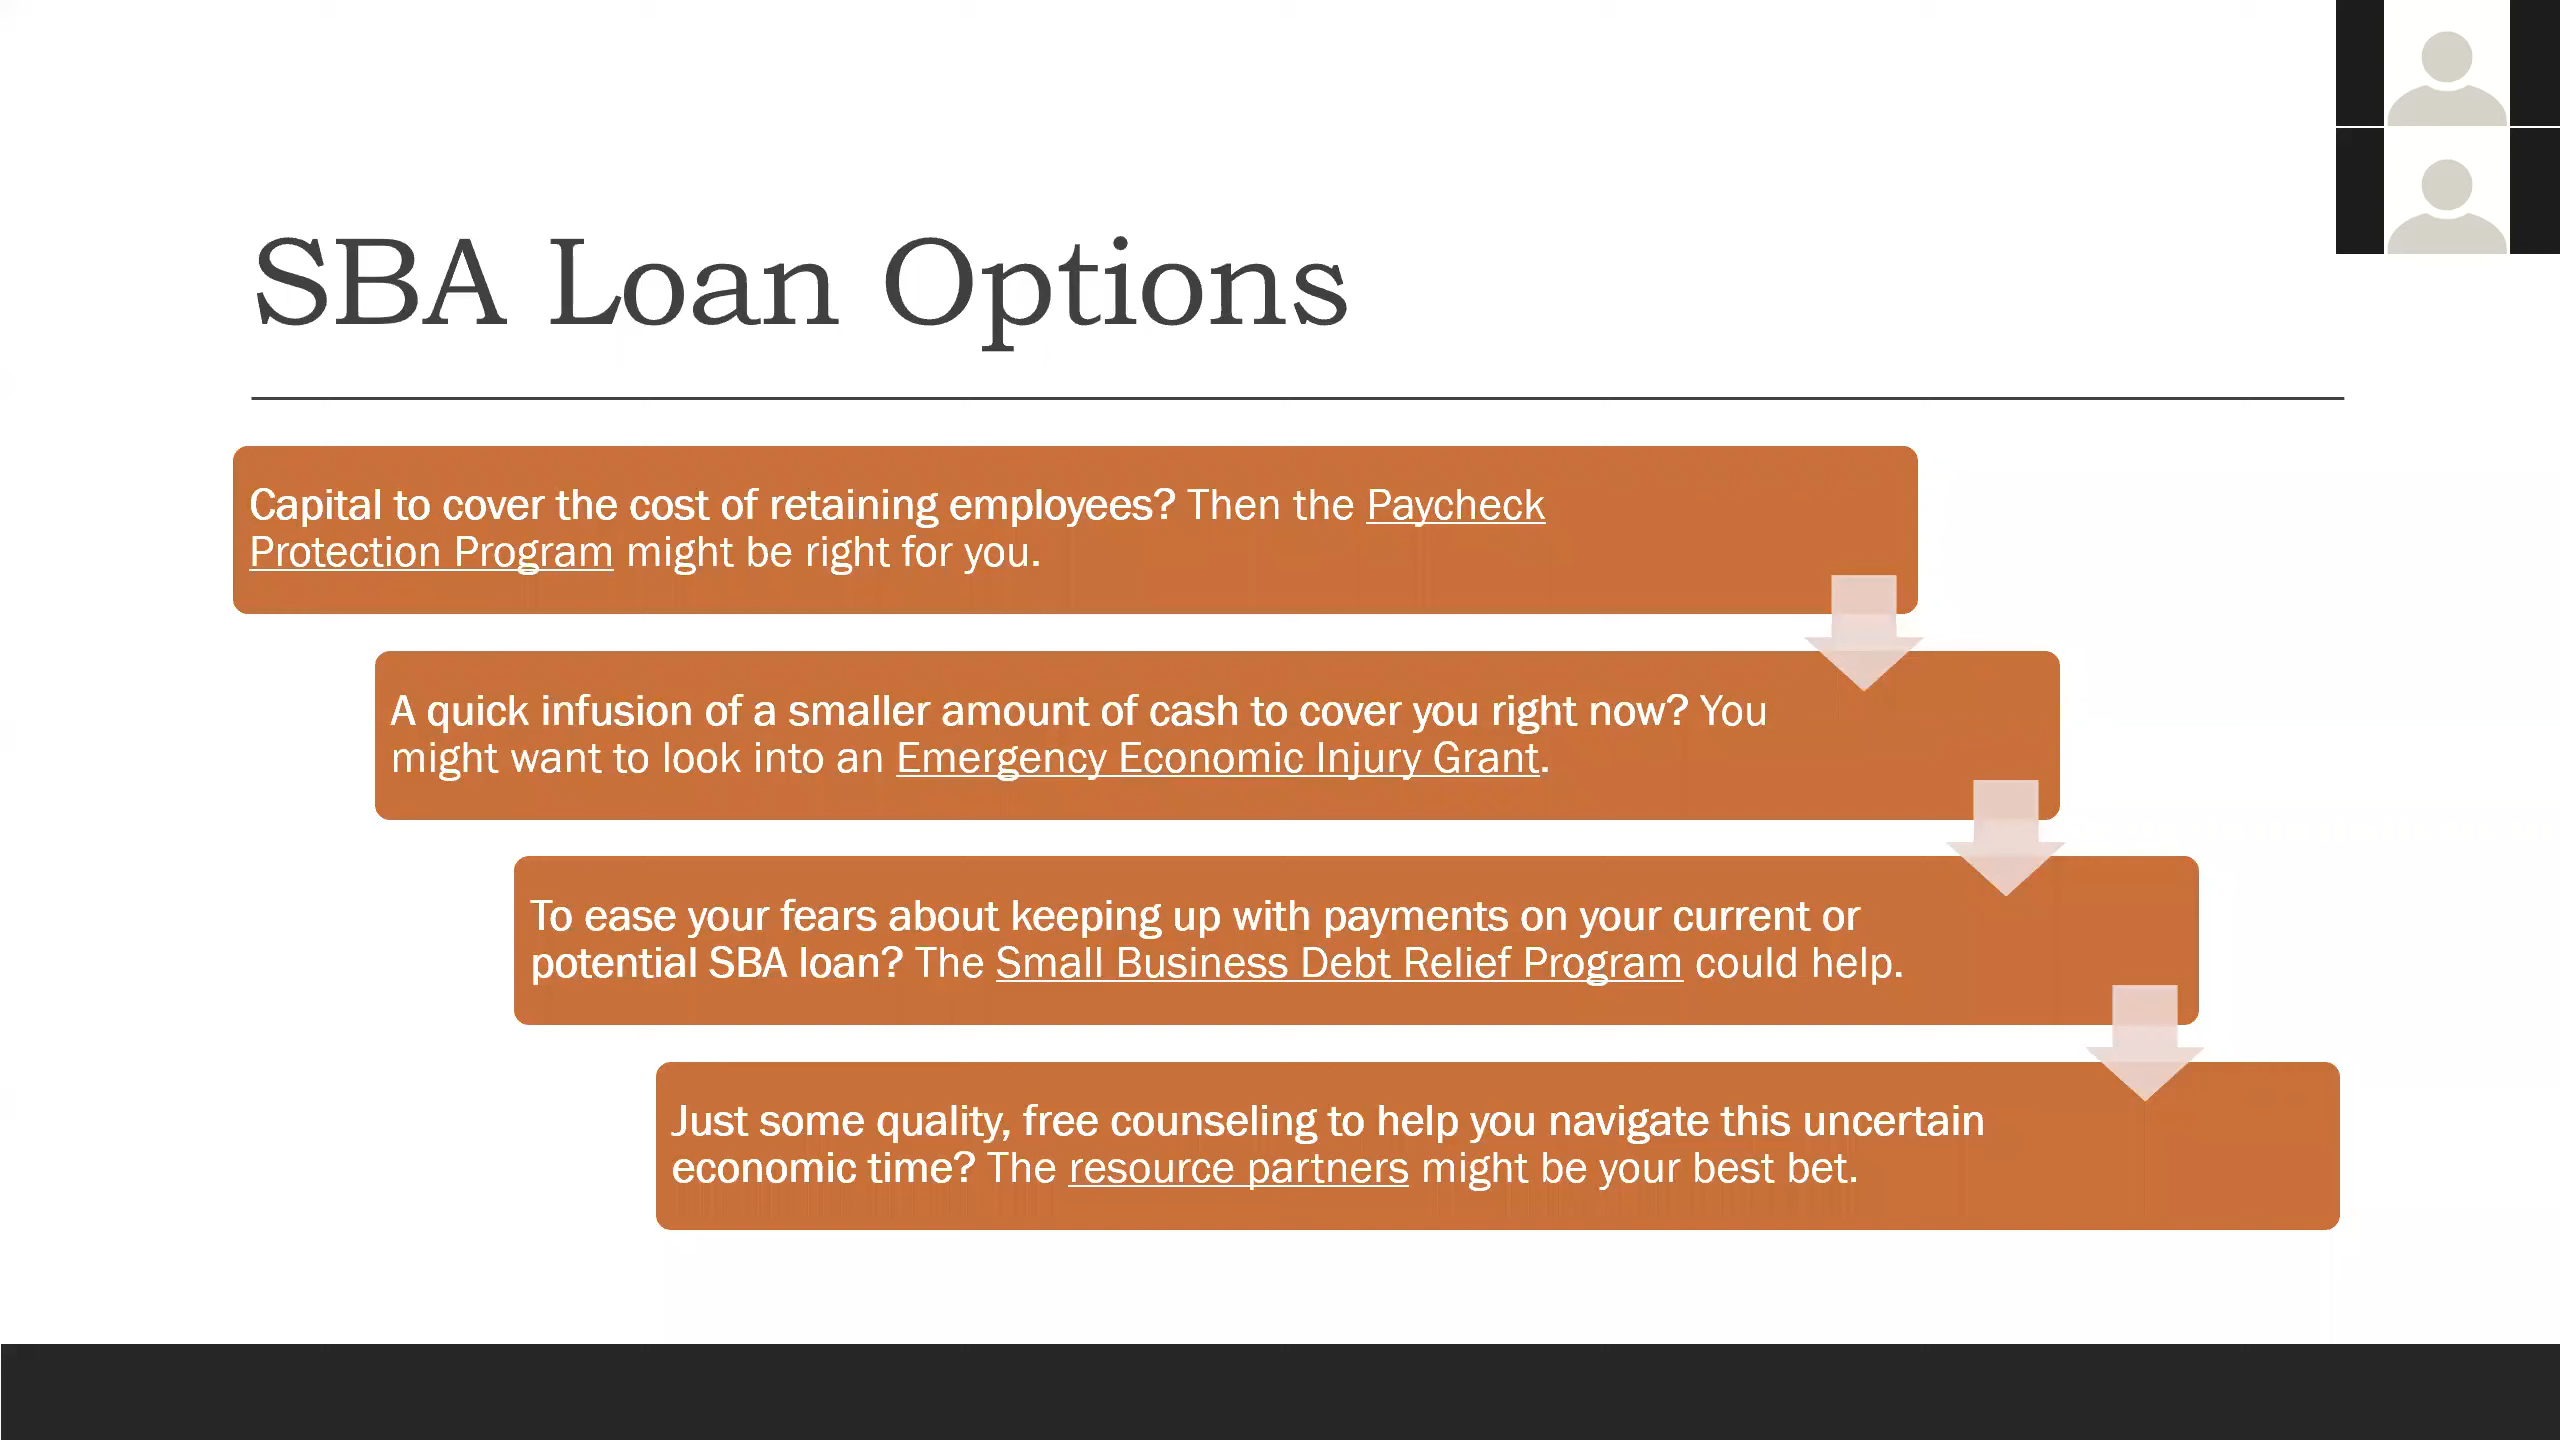 SBA Loan Options
Capital to cover the cost of retaining employees? Then the Paycheck
Protection Program might be right for you.
A quick infusion of a smaller amount of cash to cover you right now? You
might want to look into an Emergency Economic Injury Grant.
To ease your fears about keeping up with payments on your current or
potential SBA loan? The Small Business Debt Relief Program could help.
Just some quality, free counseling to help you navigate this uncertain
economic time? The resource partners might be your best bet.